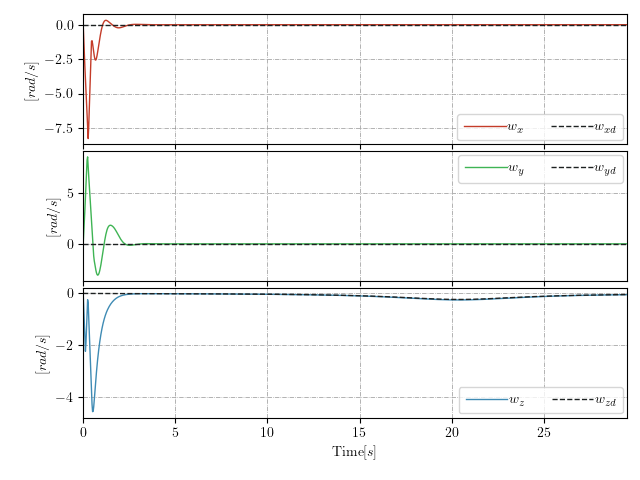 0.0
−2.5
−5.0
−7.5
[rad/s]
w_x w_xd
5
0
[rad/s]
w_y w_yd
0
−2
−4
[rad/s]
w_z w_zd
0 5 10 15 20 25
Time[s]